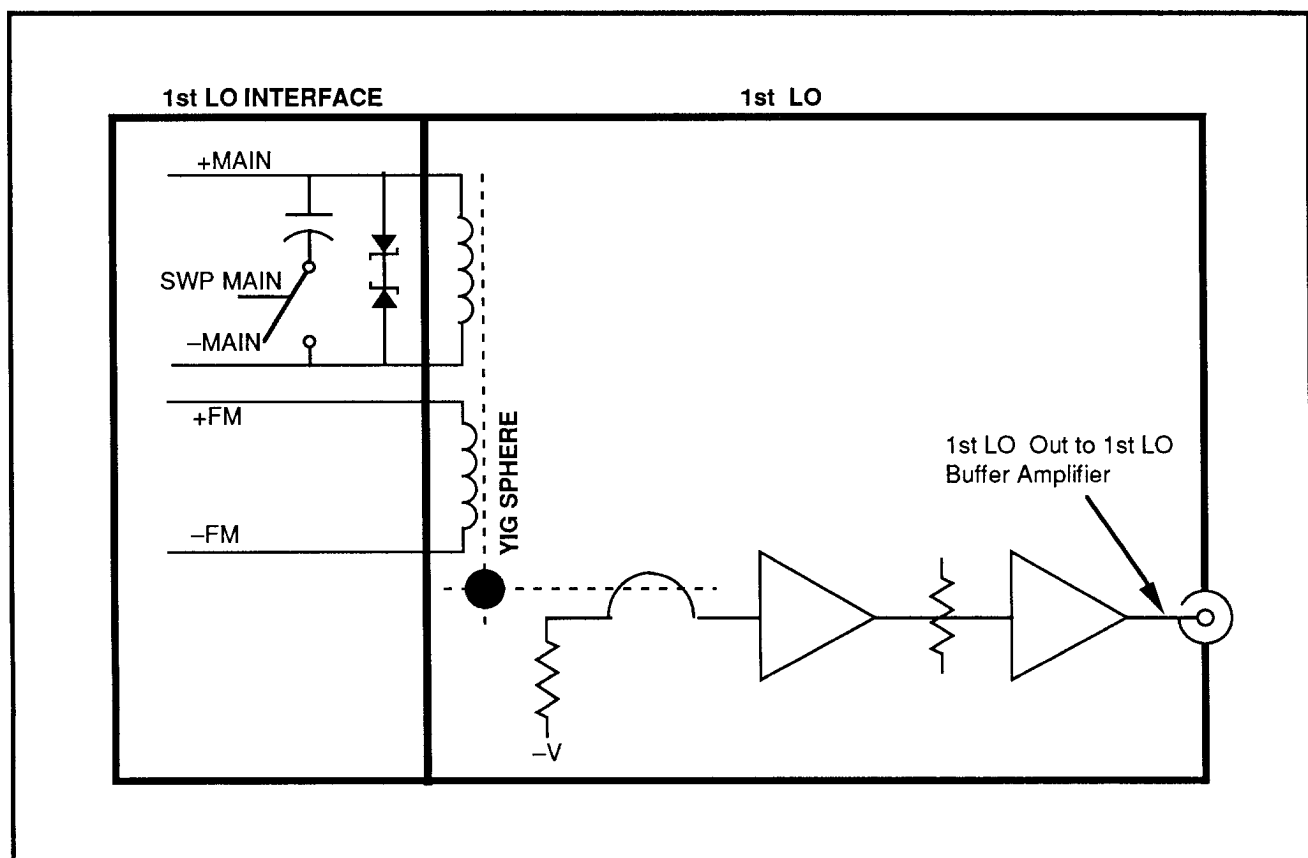 1st LO INTERFACE
1st LO
+MAIN
SWP MAIN
–MAIN
+FM
–FM
YIG SPHERE
1st LO Out to 1st LO
Buffer Amplifier
–V